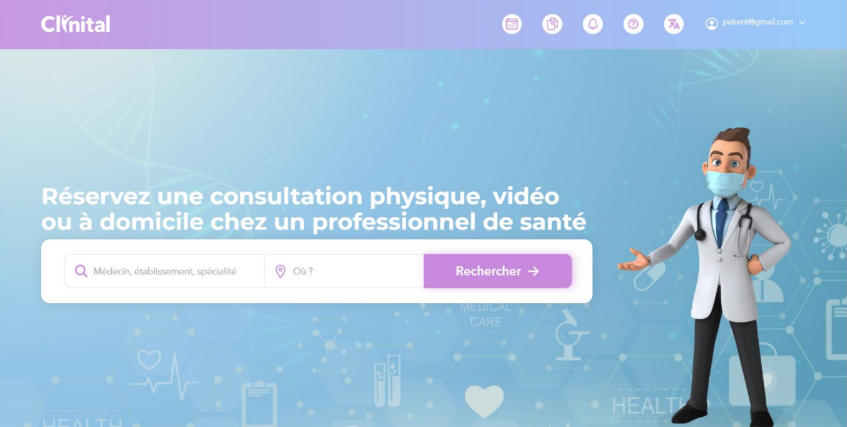 Clinital
patient@gmail.com
Réservez une consultation physique, vidéo
ou à domicile chez un professionnel de santé
Médecin, établissement, spécialité
Où ?
Rechercher →
MEDICAL
CARE
HEALTH
HEALTH